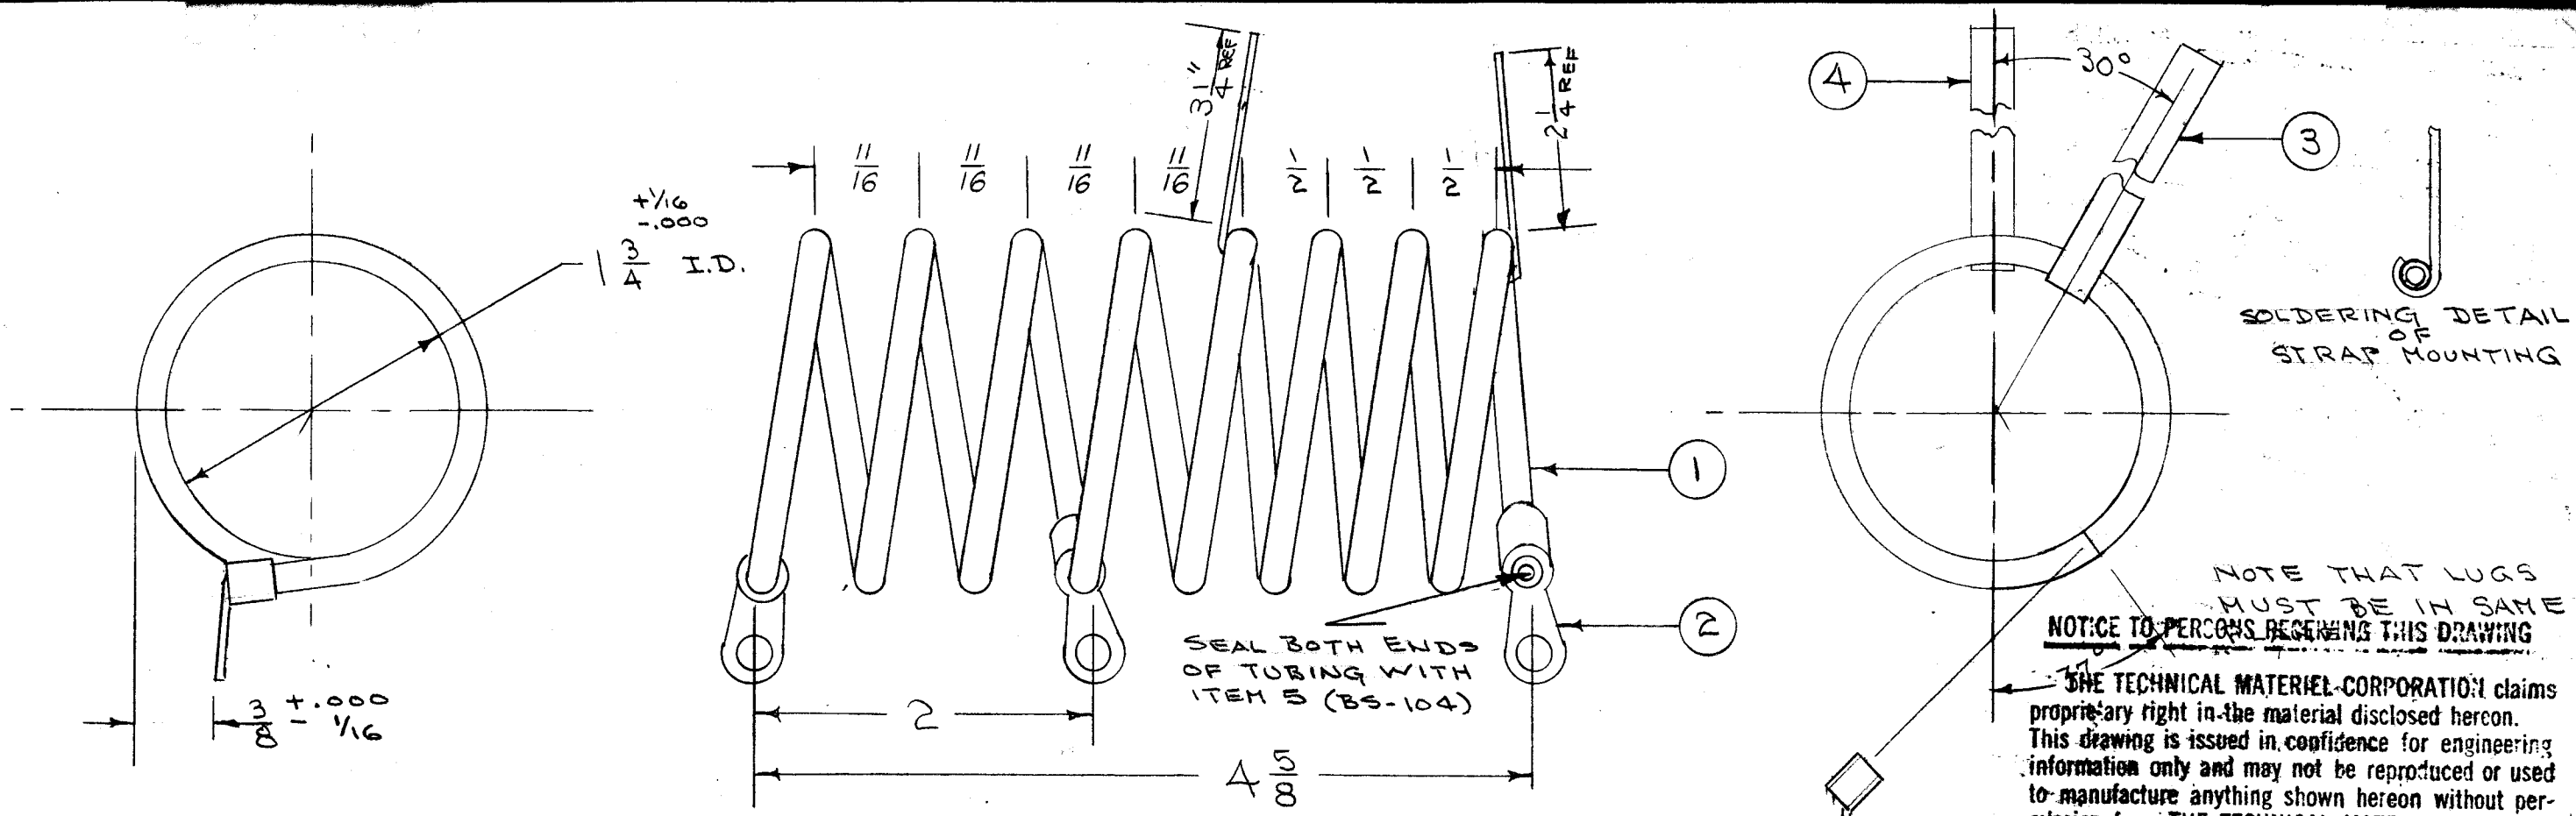 +1/16
-.000
1 3/4 I.D.
3/8 +.000
- 1/16
11/16 11/16 11/16 11/16 1/2 1/2 1/2
3 1/4" REF
2 1/4 REF
1
2
SEAL BOTH ENDS
OF TUBING WITH
ITEM 5 (BS-104)
2
4 5/8
4
30°
3
SOLDERING DETAIL
OF
STRAP MOUNTING
NOTE THAT LUGS
MUST BE IN SAME
NOTICE TO PERSONS RECEIVING THIS DRAWING
THE TECHNICAL MATERIEL CORPORATION claims
proprietary right in the material disclosed hereon.
This drawing is issued in confidence for engineering
information only and may not be reproduced or used
to manufacture anything shown hereon without per-